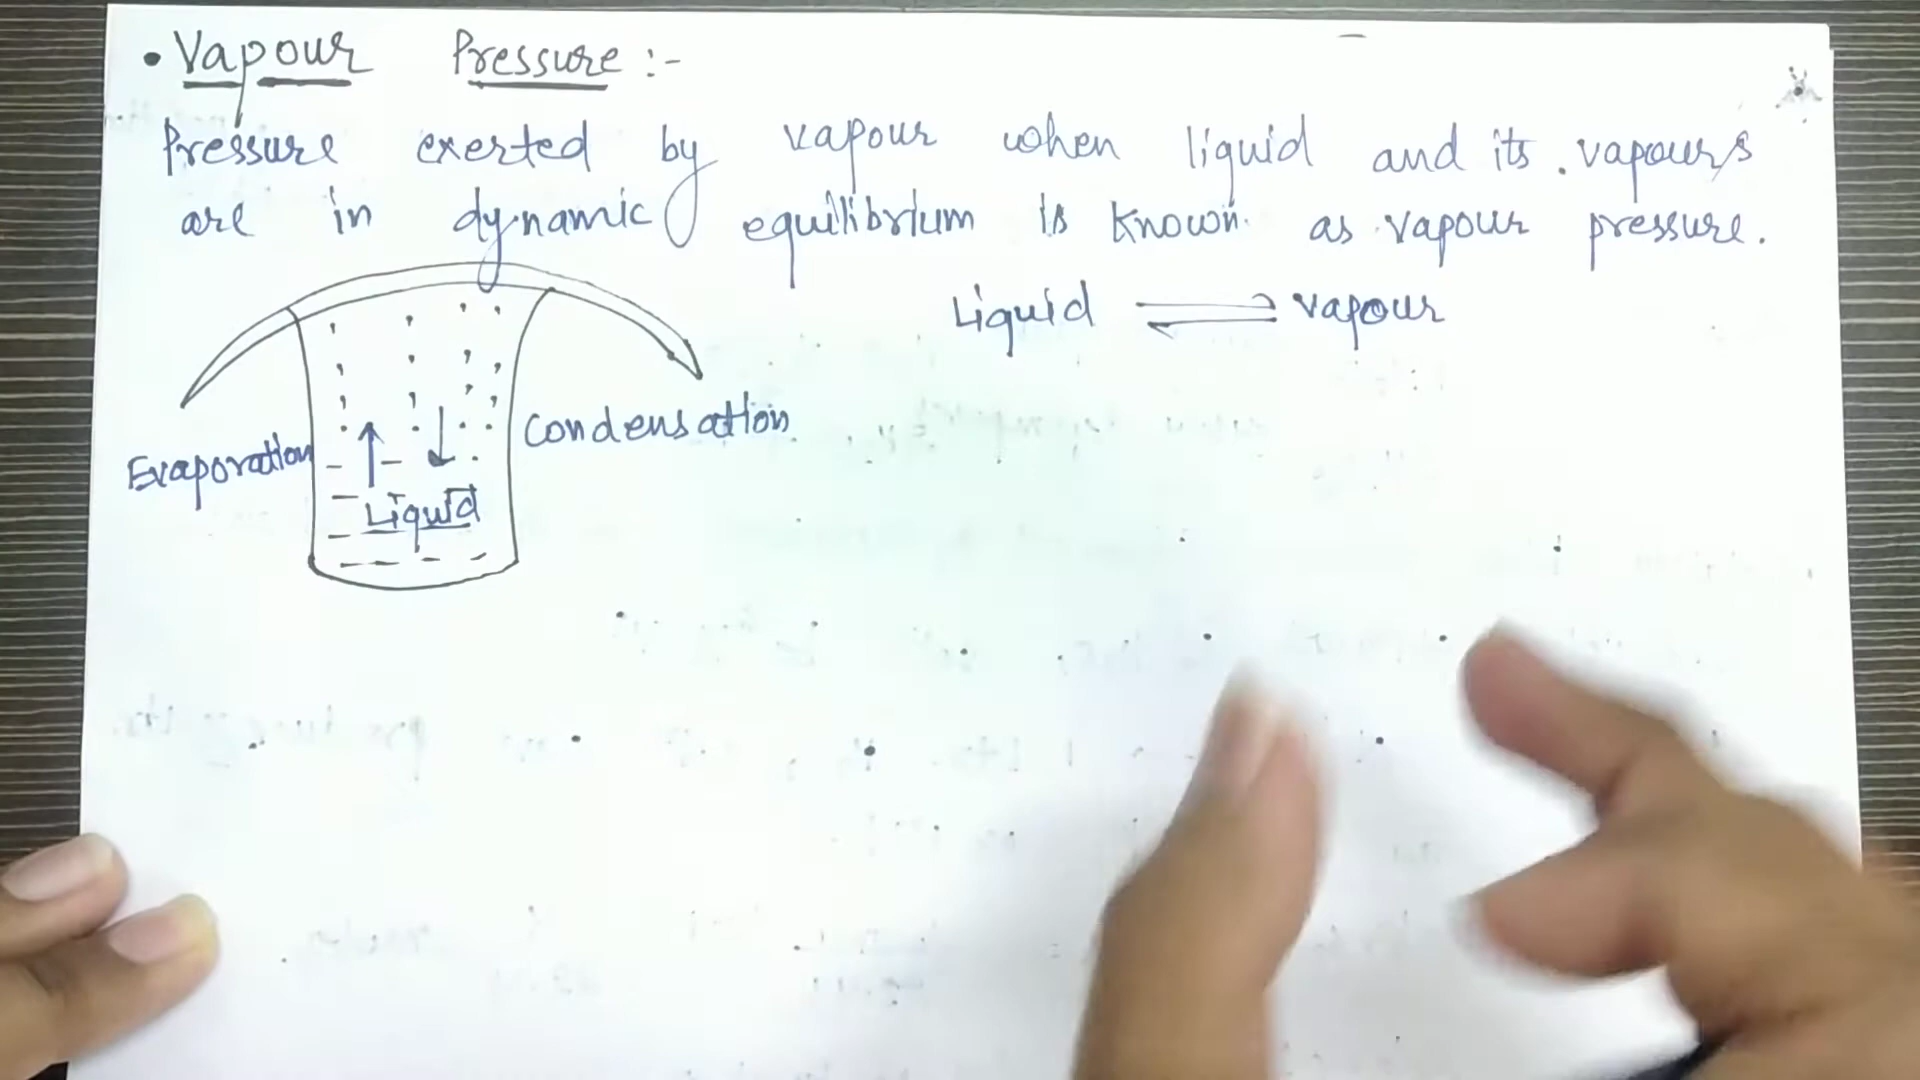 • Vapour Pressure :-
Pressure exerted by vapour when liquid and its vapours
are in dynamic equilibrium is known as vapour pressure.
Liquid ⇌ vapour
Evaporation
Condensation
Liquid